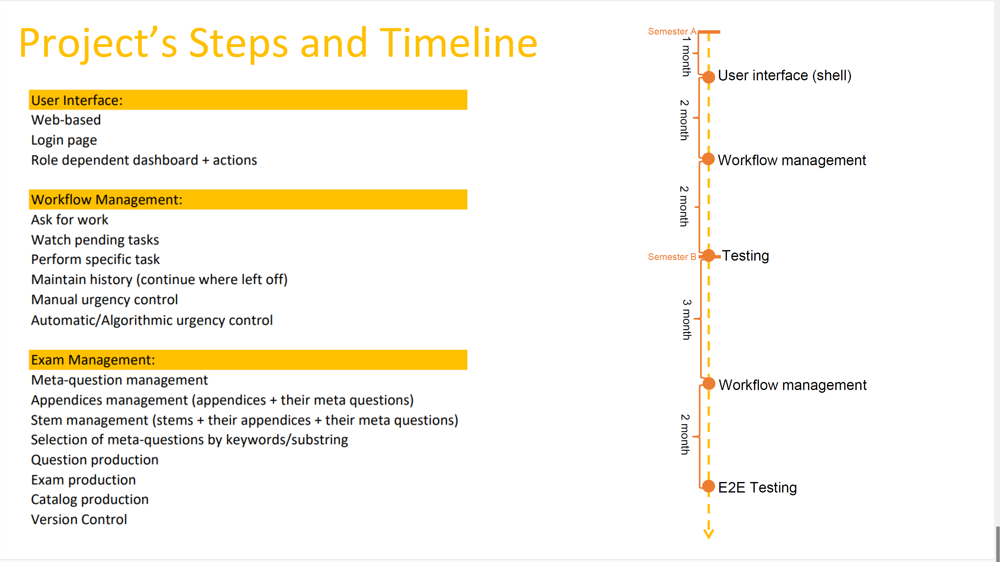 Project’s Steps and Timeline
User Interface:
Web-based
Login page
Role dependent dashboard + actions
Workflow Management:
Ask for work
Watch pending tasks
Perform specific task
Maintain history (continue where left off)
Manual urgency control
Automatic/Algorithmic urgency control
Exam Management:
Meta-question management
Appendices management (appendices + their meta questions)
Stem management (stems + their appendices + their meta questions)
Selection of meta-questions by keywords/substring
Question production
Exam production
Catalog production
Version Control
Semester A
1 month
User interface (shell)
2 month
Workflow management
2 month
Semester B
Testing
3 month
Workflow management
2 month
E2E Testing